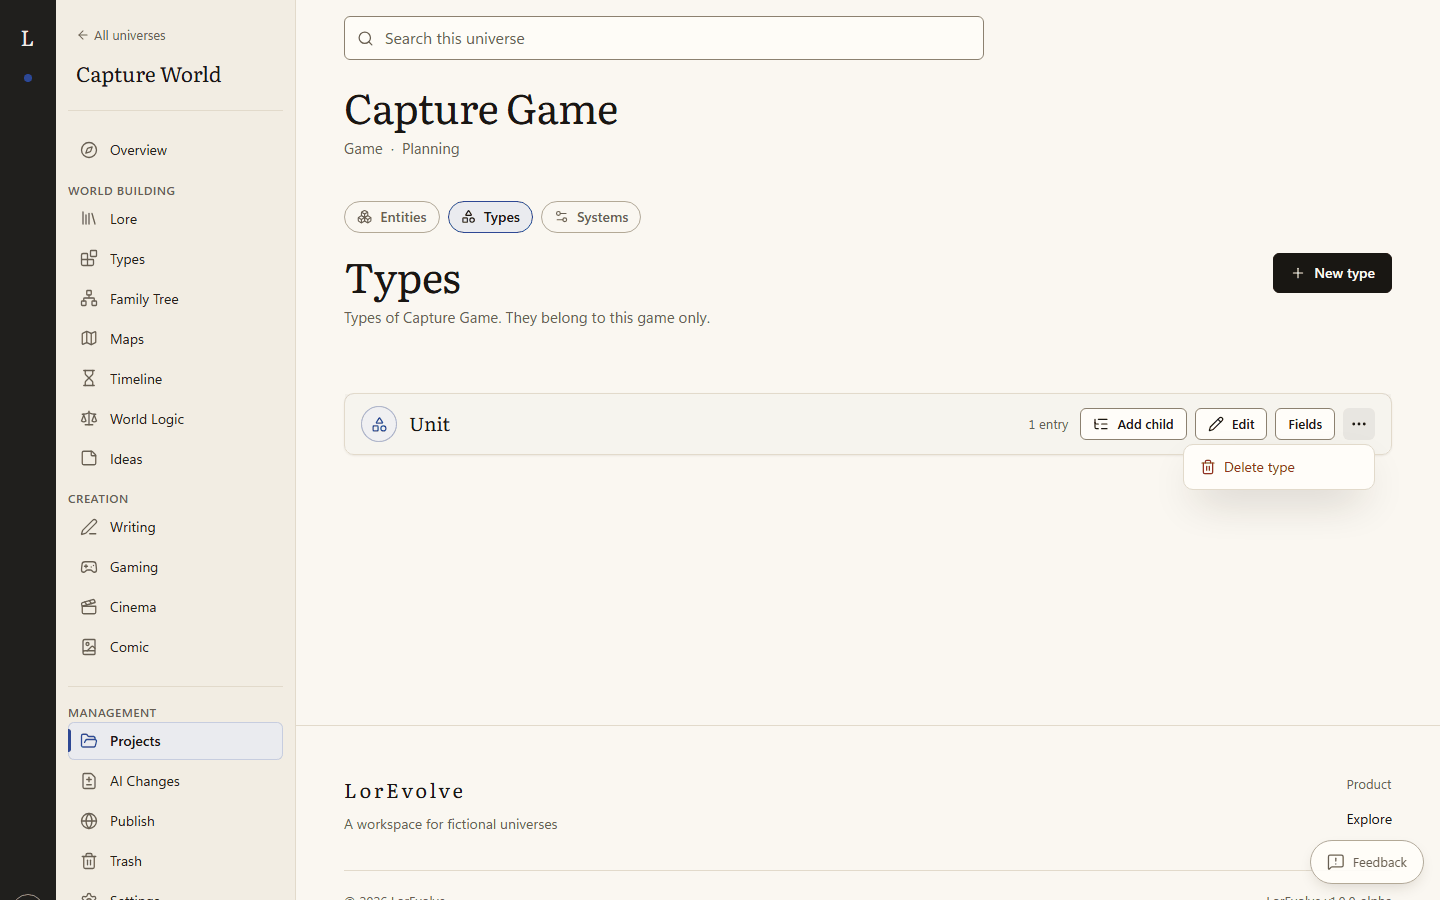 L
All universes
Capture World
Overview
WORLD BUILDING
Lore
Types
Family Tree
Maps
Timeline
World Logic
Ideas
CREATION
Writing
Gaming
Cinema
Comic
MANAGEMENT
Projects
AI Changes
Publish
Trash
Settings
Search this universe
Capture Game
Game · Planning
Entities Types Systems
Types
New type
Types of Capture Game. They belong to this game only.
Unit
1 entry Add child Edit Fields
Delete type
LorEvolve
A workspace for fictional universes
Product
Explore
Feedback
© 2026 LorEvolve